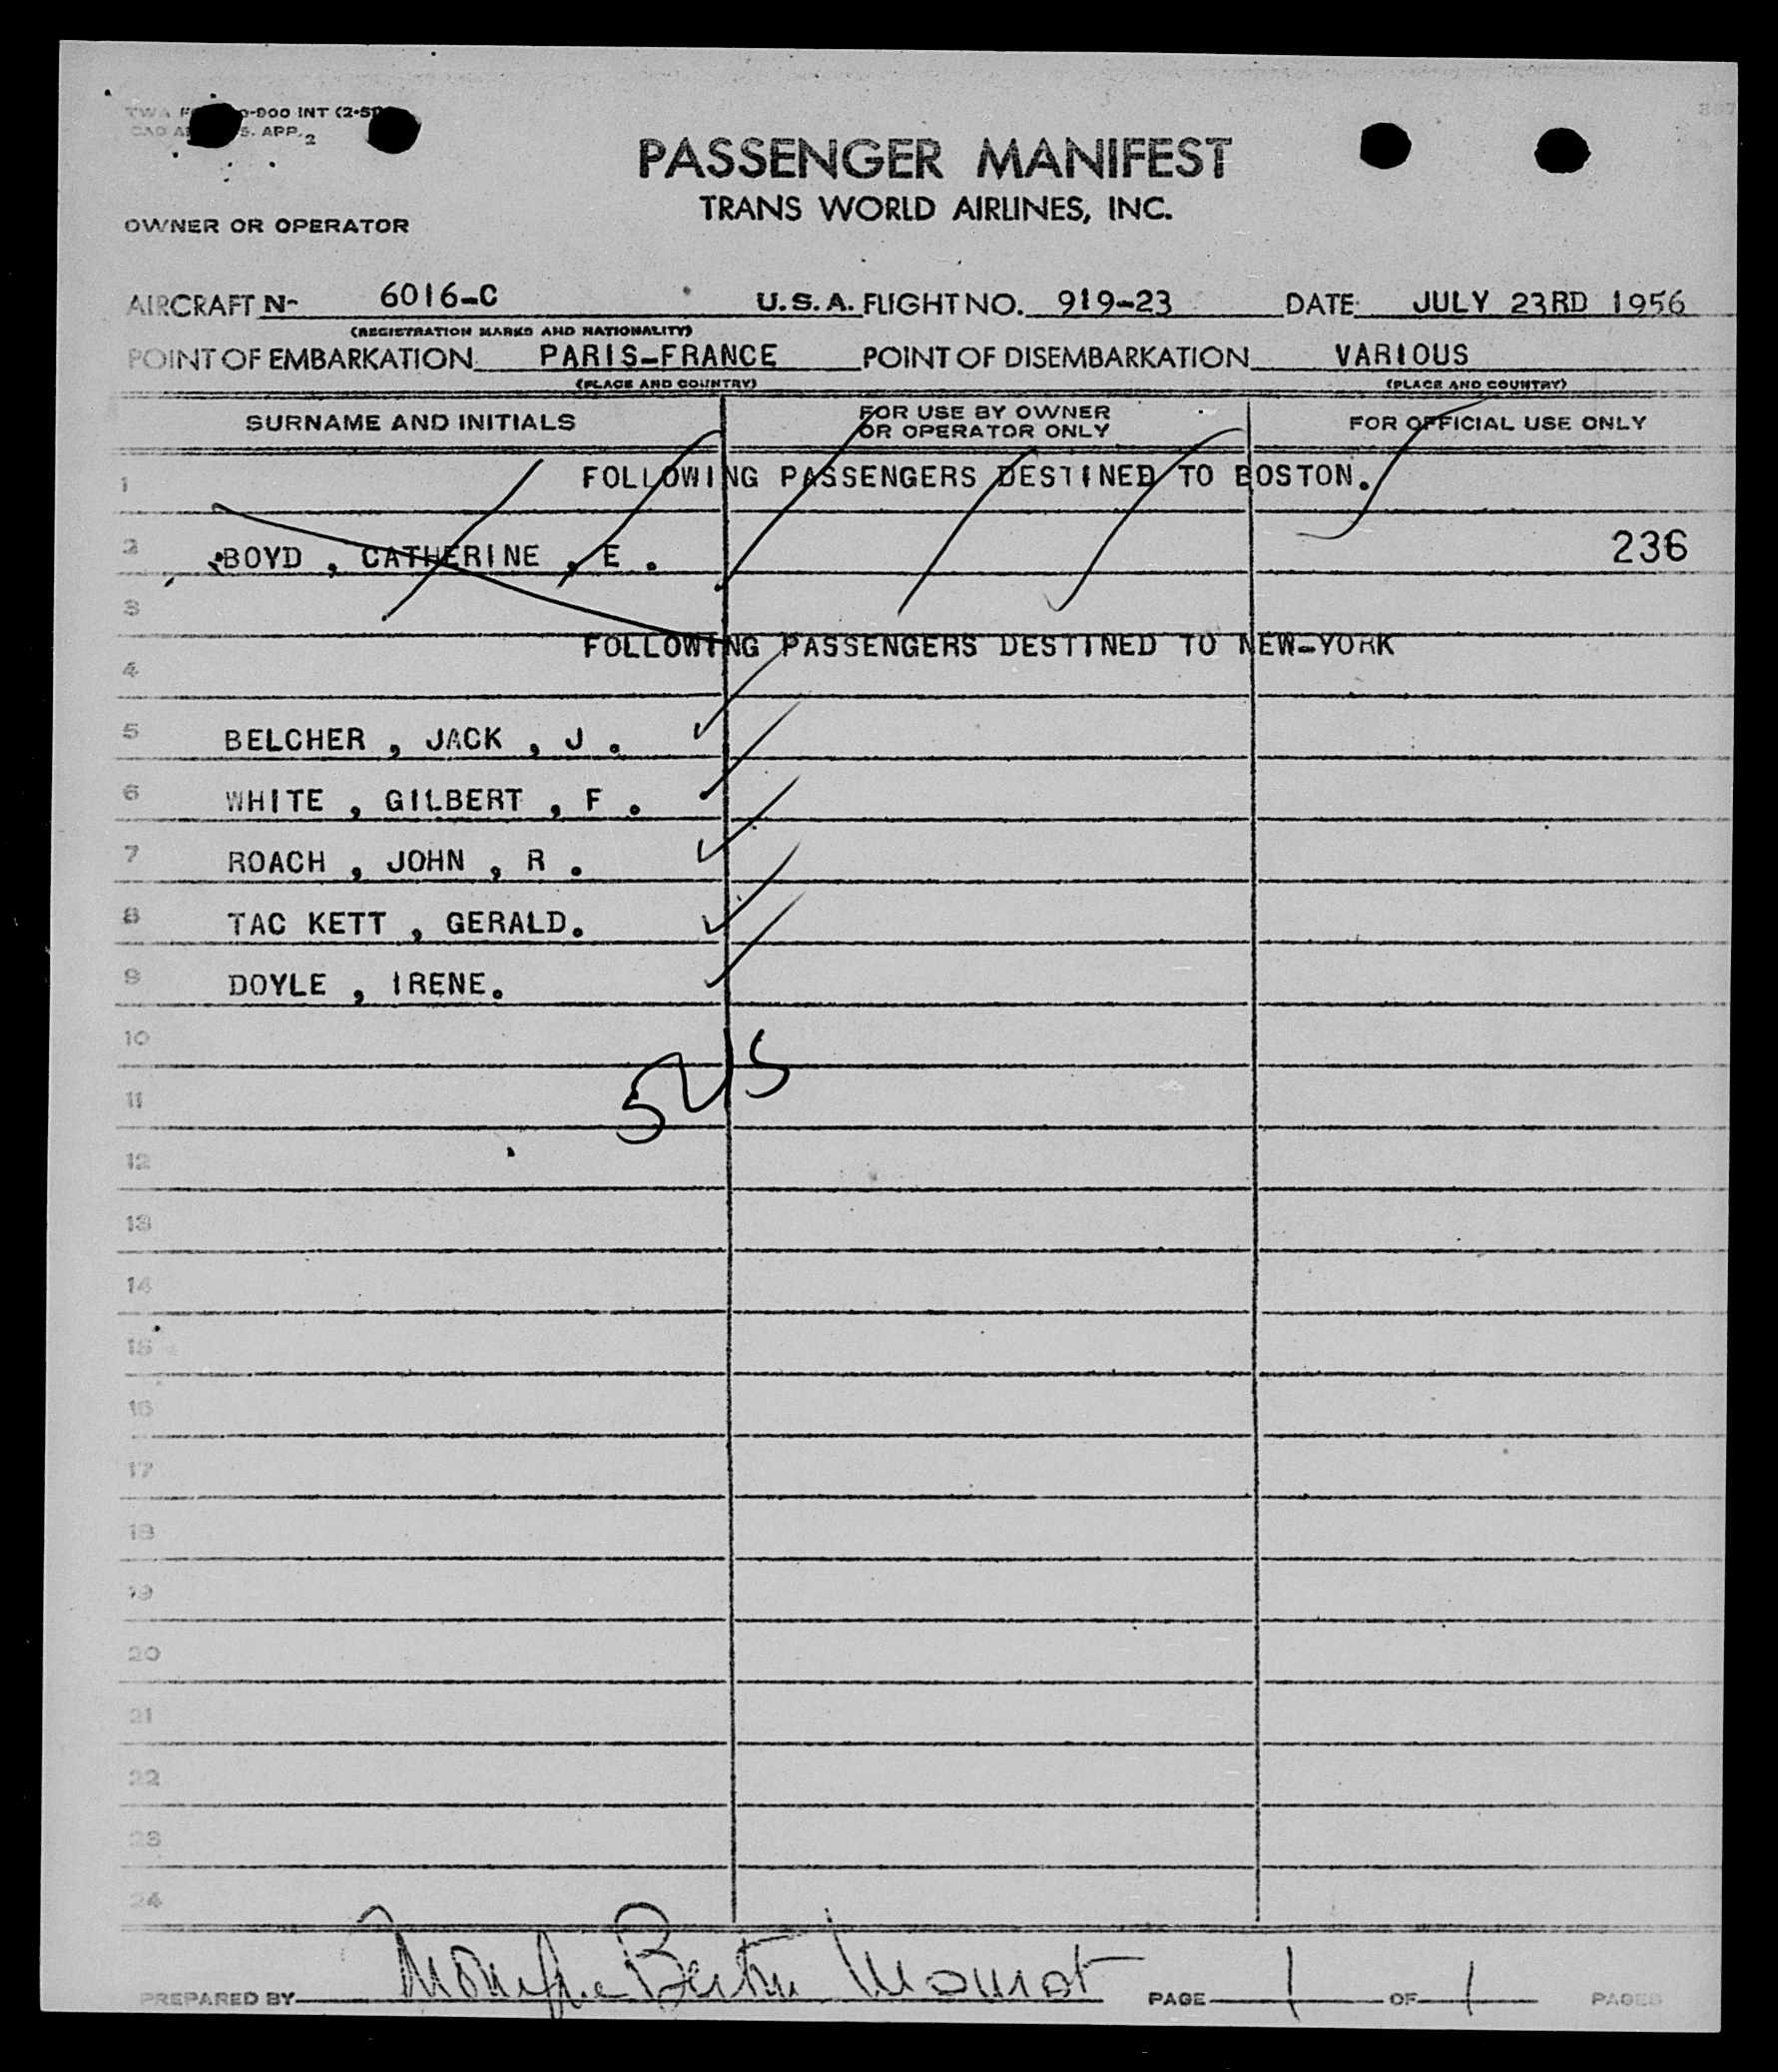 INT (2-51)
S. APP. 2
PASSENGER MANIFEST
TRANS WORLD AIRLINES, INC.
OWNER OR OPERATOR
AIRCRAFT N- 6016-C U.S.A. FLIGHT NO. 919-23 DATE JULY 23RD 1956
(REGISTRATION MARKS AND NATIONALITY)
POINT OF EMBARKATION PARIS-FRANCE POINT OF DISEMBARKATION VARIOUS
(PLACE AND COUNTRY) (PLACE AND COUNTRY)
SURNAME AND INITIALS FOR USE BY OWNER OR OPERATOR ONLY FOR OFFICIAL USE ONLY
1 FOLLOWING PASSENGERS DESTINED TO BOSTON.
2 BOYD , CATHERINE , E . 236
3
FOLLOWING PASSENGERS DESTINED TO NEW-YORK
4
5 BELCHER , JACK , J .
6 WHITE , GILBERT , F .
7 ROACH , JOHN , R .
8 TAC KETT , GERALD.
9 DOYLE , IRENE.
10
11
12
13
14
15
16
17
18
19
20
21
22
23
24
PREPARED BY PAGE 1 OF 1 PAGES